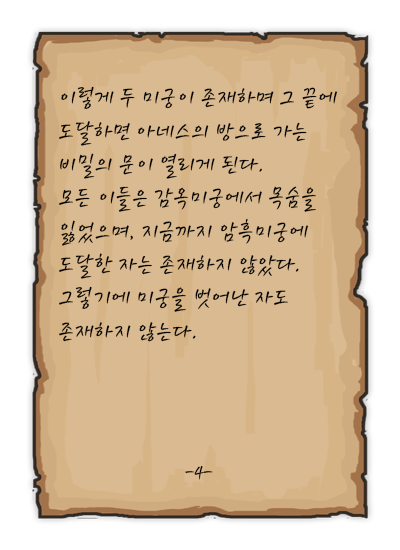 이렇게 두 미궁이 존재하며 그 끝에
도달하면 아네스의 방으로 가는
비밀의 문이 열리게 된다.
모든 이들은 감옥미궁에서 목숨을
잃었으며, 지금까지 암흑미궁에
도달한 자는 존재하지 않았다.
그렇기에 미궁을 벗어난 자도
존재하지 않는다.
-4-